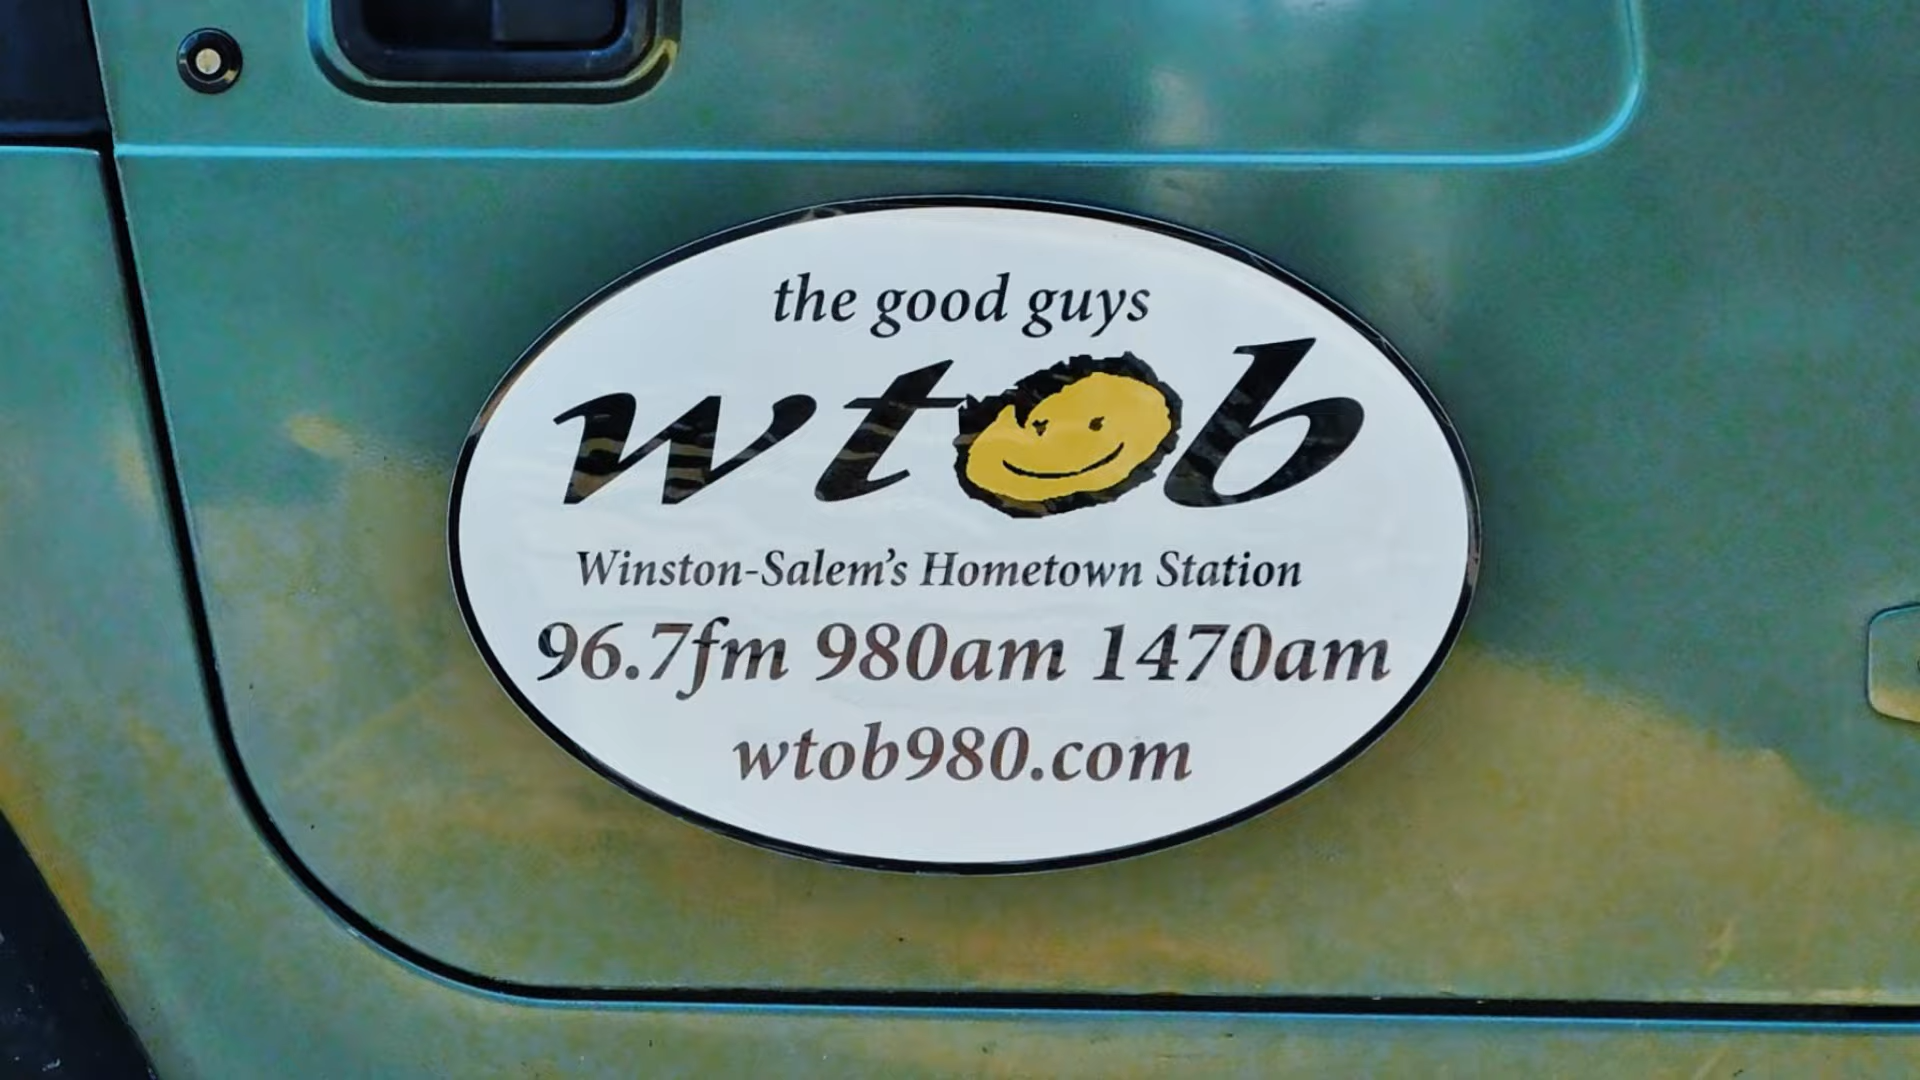 the good guys
wtob
Winston-Salem's Hometown Station
96.7fm 980am 1470am
wtob980.com